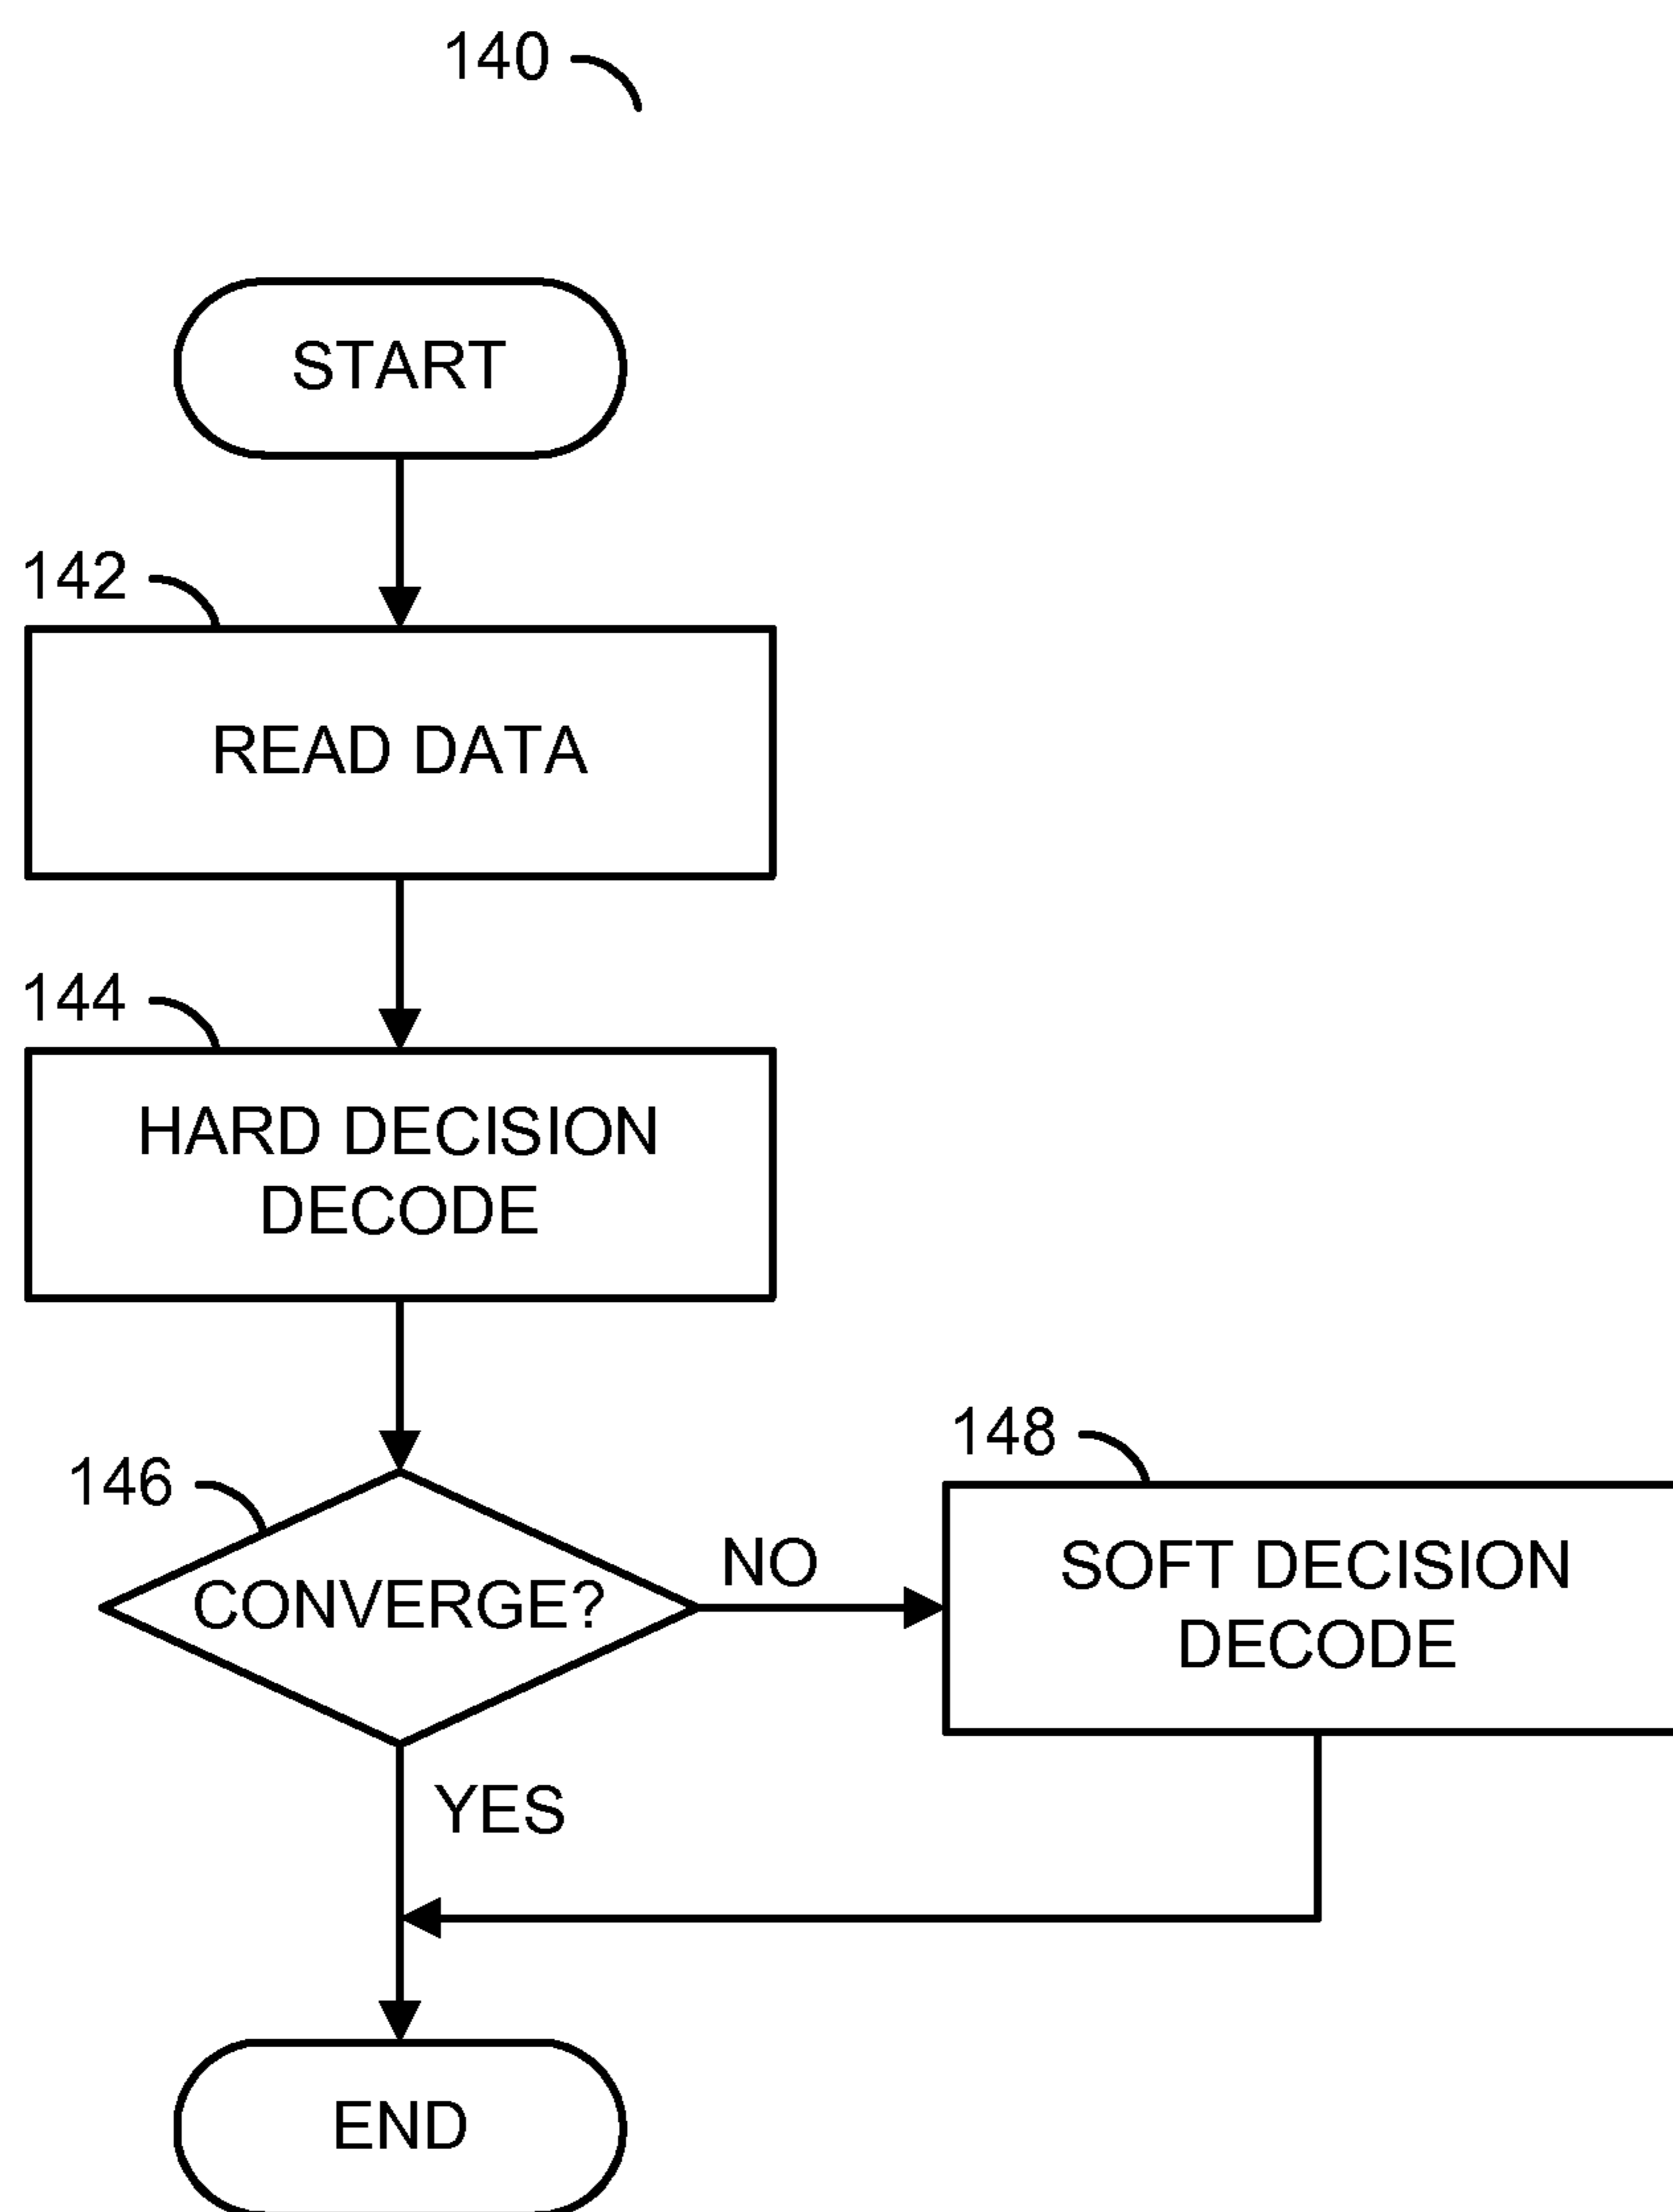 140
START
142
READ DATA
144
HARD DECISION
DECODE
146
CONVERGE?
NO
148
SOFT DECISION
DECODE
YES
END